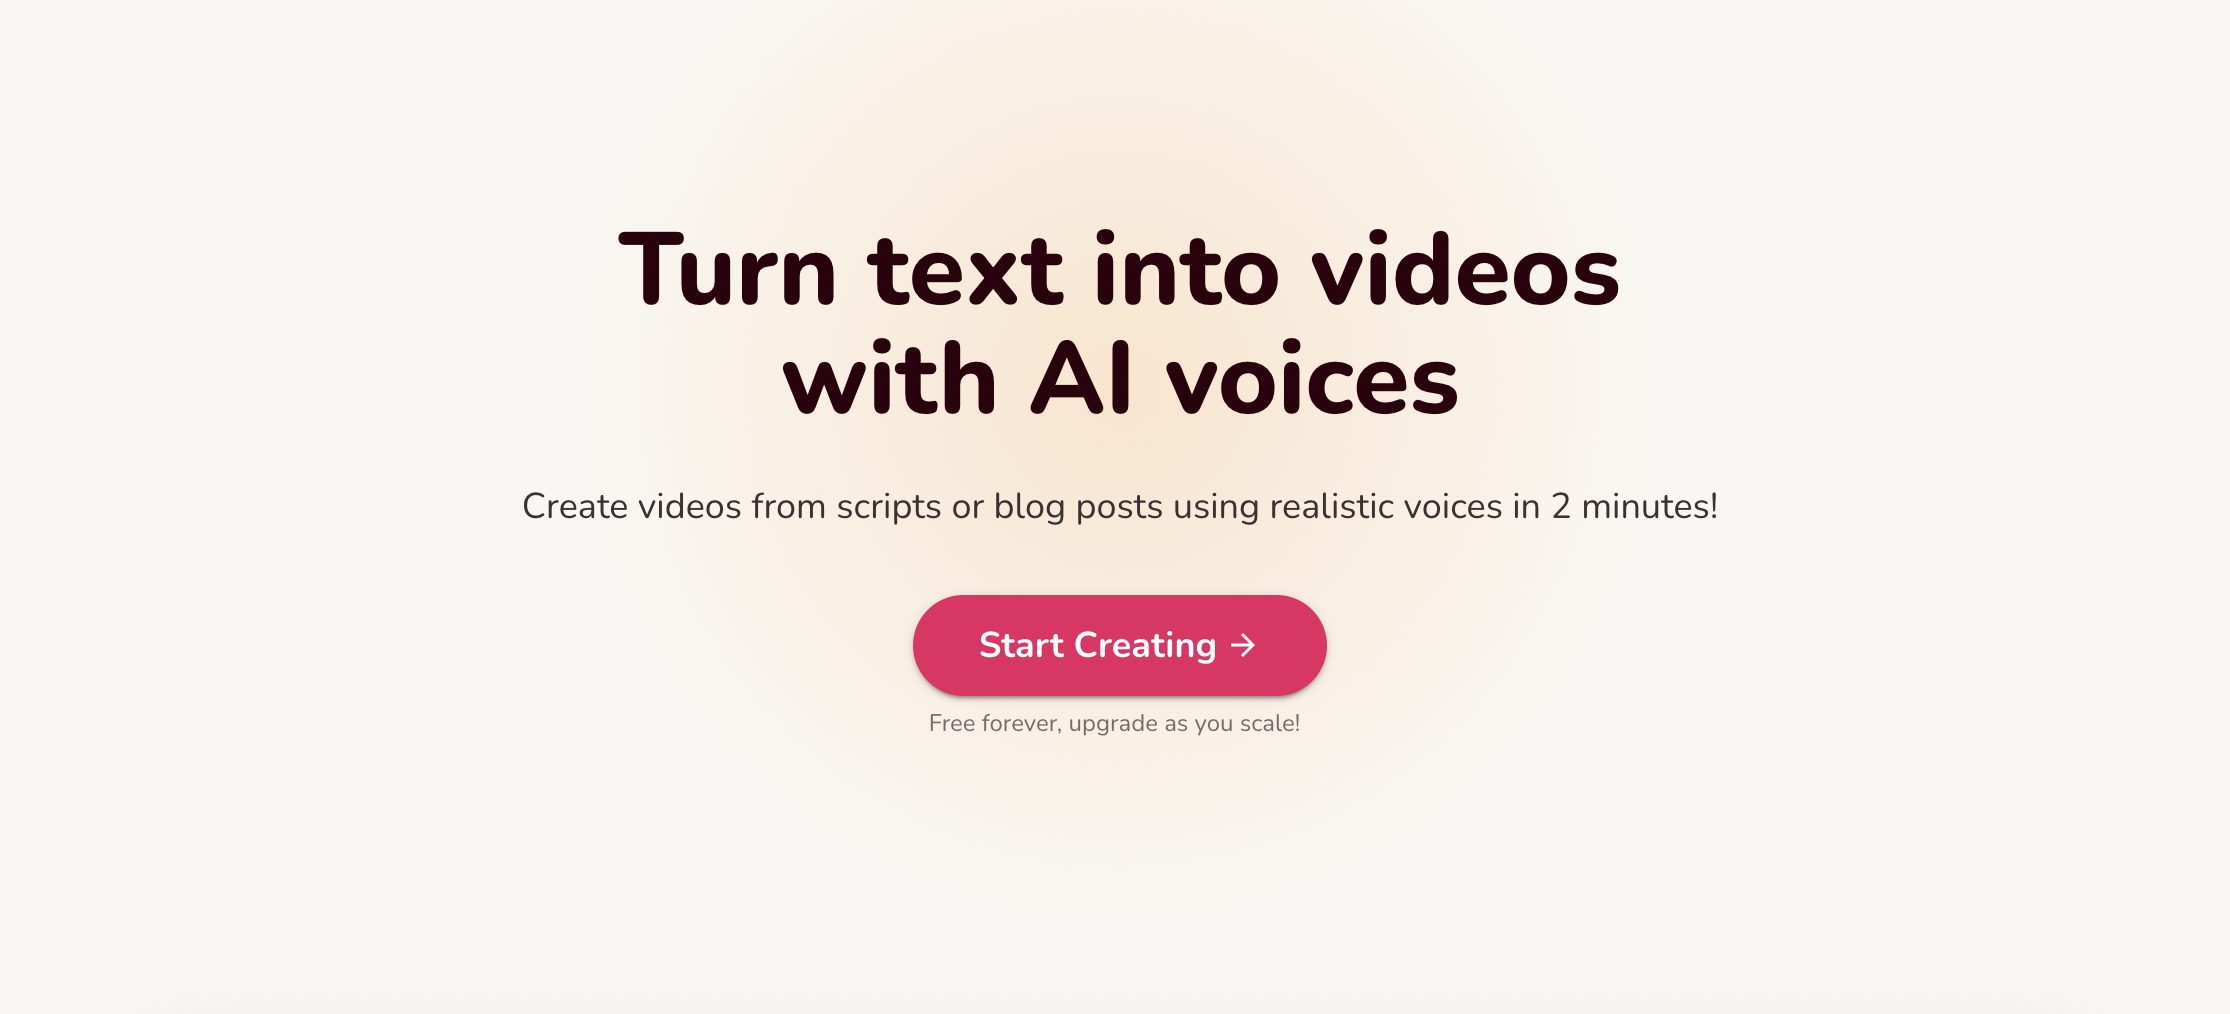 Turn text into videos
with AI voices
Create videos from scripts or blog posts using realistic voices in 2 minutes!
Start Creating →
Free forever, upgrade as you scale!